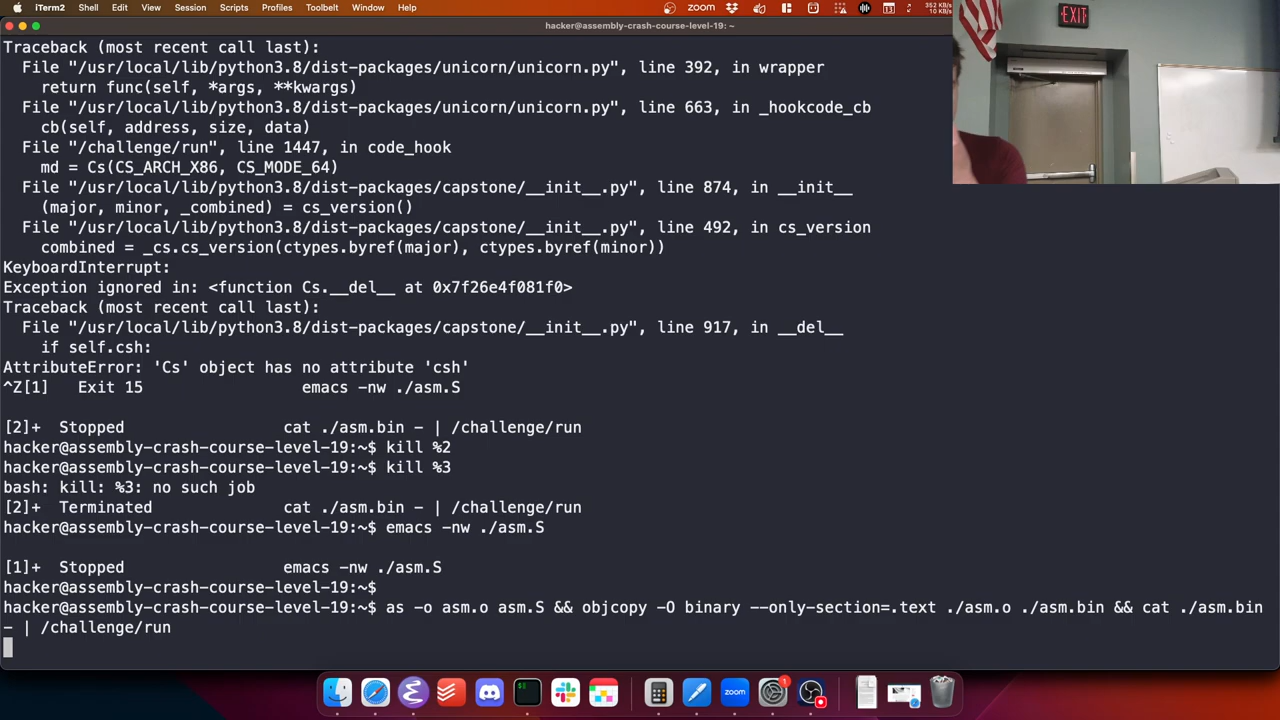 iTerm2 Shell Edit View Session Scripts Profiles Toolbelt Window Help zoom 13 352 KB/s 10 KB/s
hacker@assembly-crash-course-level-19: ~
EXIT
Traceback (most recent call last):
File "/usr/local/lib/python3.8/dist-packages/unicorn/unicorn.py", line 392, in wrapper
return func(self, *args, **kwargs)
File "/usr/local/lib/python3.8/dist-packages/unicorn/unicorn.py", line 663, in _hookcode_cb
cb(self, address, size, data)
File "/challenge/run", line 1447, in code_hook
md = Cs(CS_ARCH_X86, CS_MODE_64)
File "/usr/local/lib/python3.8/dist-packages/capstone/__init__.py", line 874, in __init__
(major, minor, _combined) = cs_version()
File "/usr/local/lib/python3.8/dist-packages/capstone/__init__.py", line 492, in cs_version
combined = _cs.cs_version(ctypes.byref(major), ctypes.byref(minor))
KeyboardInterrupt:
Exception ignored in: <function Cs.__del__ at 0x7f26e4f081f0>
Traceback (most recent call last):
File "/usr/local/lib/python3.8/dist-packages/capstone/__init__.py", line 917, in __del__
if self.csh:
AttributeError: 'Cs' object has no attribute 'csh'
^Z[1]   Exit 15                 emacs -nw ./asm.S
[2]+  Stopped                 cat ./asm.bin - | /challenge/run
hacker@assembly-crash-course-level-19:~$ kill %2
hacker@assembly-crash-course-level-19:~$ kill %3
bash: kill: %3: no such job
[2]+  Terminated              cat ./asm.bin - | /challenge/run
hacker@assembly-crash-course-level-19:~$ emacs -nw ./asm.S
[1]+  Stopped                 emacs -nw ./asm.S
hacker@assembly-crash-course-level-19:~$
hacker@assembly-crash-course-level-19:~$ as -o asm.o asm.S && objcopy -O binary --only-section=.text ./asm.o ./asm.bin && cat ./asm.bin
- | /challenge/run
zoom 1